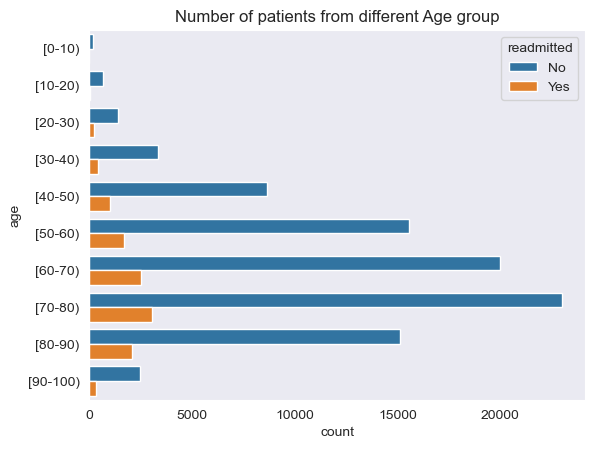 Number of patients from different Age group
readmitted
No
Yes
[0-10)
[10-20)
[20-30)
[30-40)
[40-50)
[50-60)
[60-70)
[70-80)
[80-90)
[90-100)
age
0 5000 10000 15000 20000
count